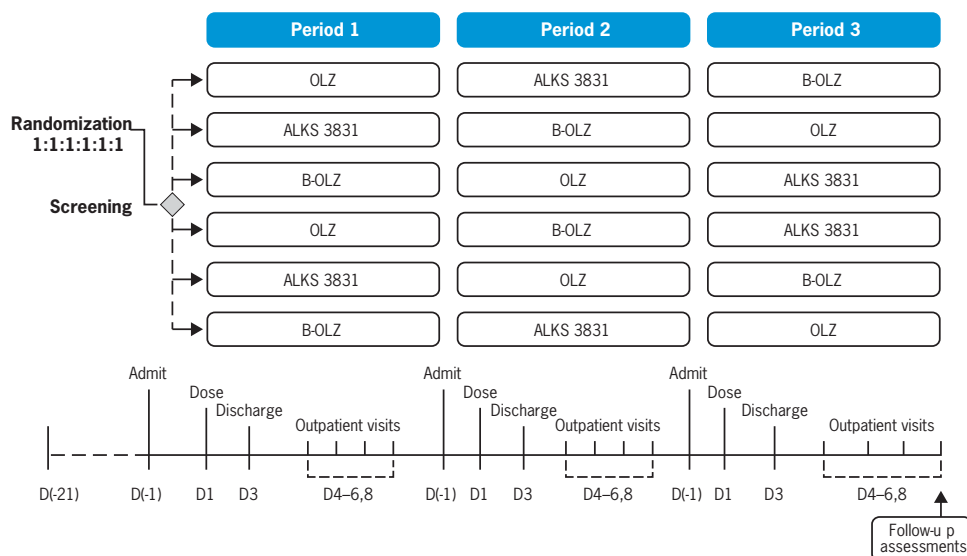 Period 1 Period 2 Period 3
OLZ ALKS 3831 B-OLZ
Randomization
1:1:1:1:1:1
ALKS 3831 B-OLZ OLZ
B-OLZ OLZ ALKS 3831
Screening
OLZ B-OLZ ALKS 3831
ALKS 3831 OLZ B-OLZ
B-OLZ ALKS 3831 OLZ
Admit Admit Admit
Dose Dose Dose
Discharge Discharge Discharge
Outpatient visits Outpatient visits Outpatient visits
D(-21) D(-1) D1 D3 D4–6,8 D(-1) D1 D3 D4–6,8 D(-1) D1 D3 D4–6,8
Follow-u p
assessments